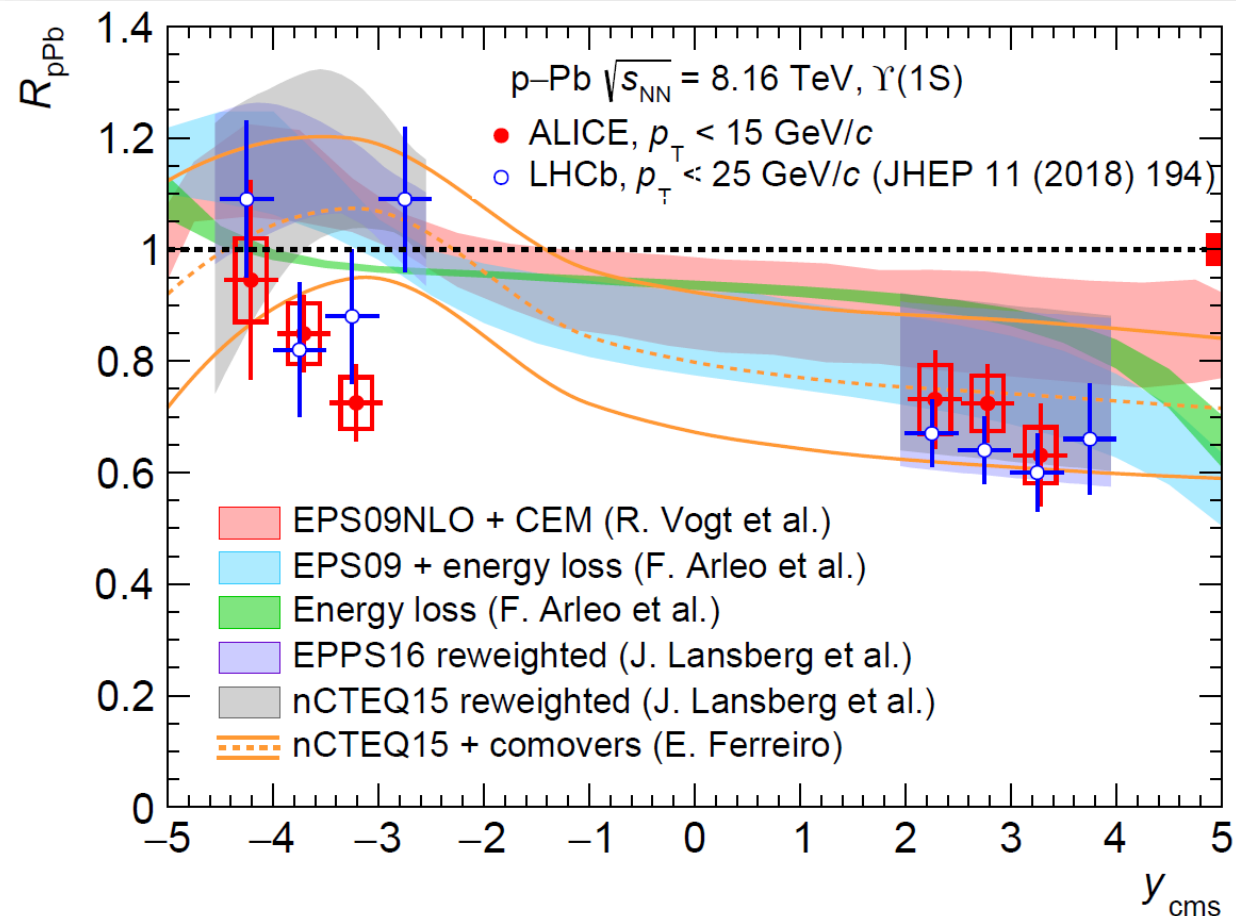 R_pPb
1.4
1.2
1
0.8
0.6
0.4
0.2
0
p–Pb √s_NN = 8.16 TeV, ϒ(1S)
ALICE, p_T < 15 GeV/c
LHCb, p_T < 25 GeV/c (JHEP 11 (2018) 194)
EPS09NLO + CEM (R. Vogt et al.)
EPS09 + energy loss (F. Arleo et al.)
Energy loss (F. Arleo et al.)
EPPS16 reweighted (J. Lansberg et al.)
nCTEQ15 reweighted (J. Lansberg et al.)
nCTEQ15 + comovers (E. Ferreiro)
−5 −4 −3 −2 −1 0 1 2 3 4 5
y_cms